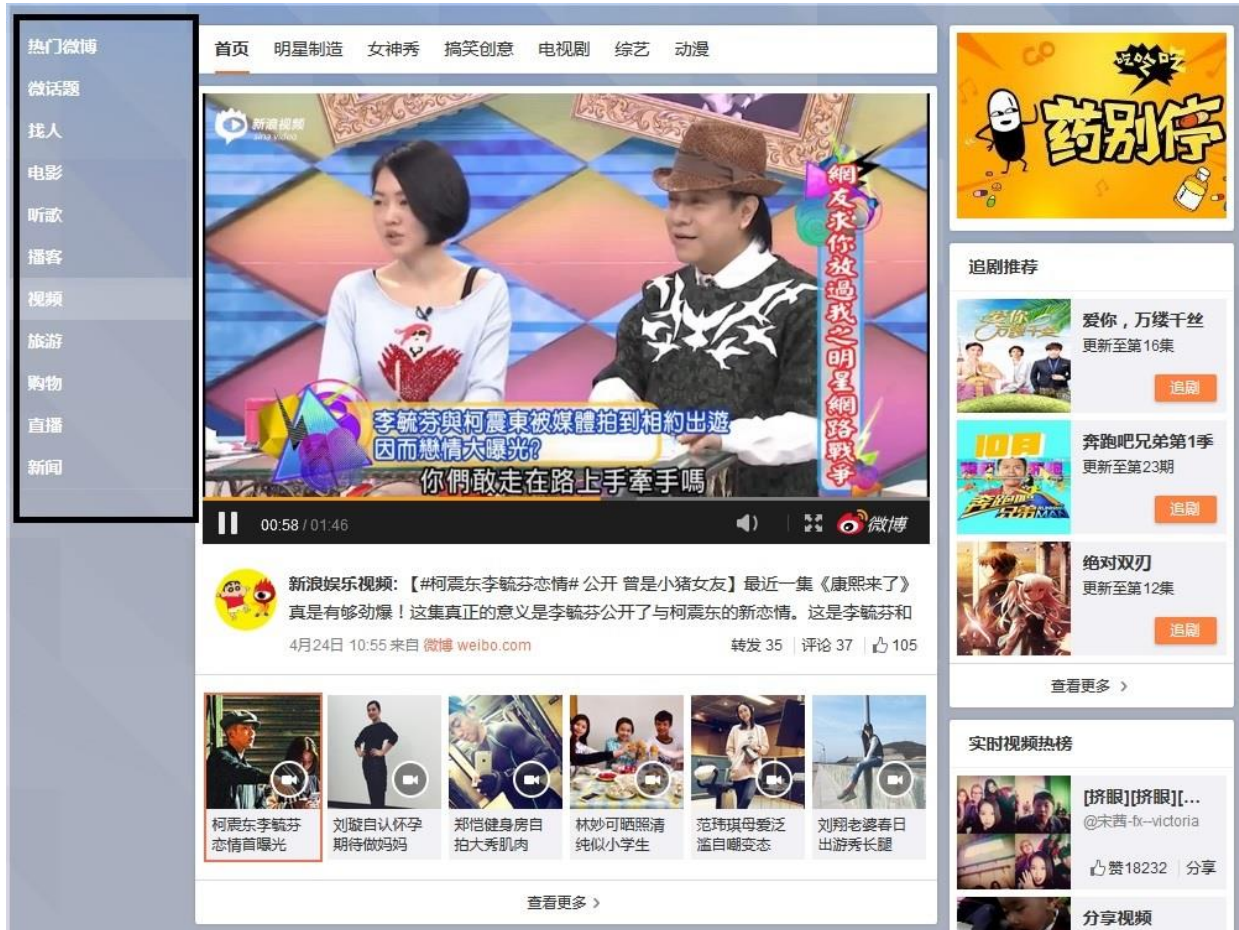 热门微博
微话题
找人
电影
听歌
播客
视频
旅游
购物
直播
新闻
首页 明星制造 女神秀 搞笑创意 电视剧 综艺 动漫
新浪视频
sina video
網友求你放過我之明星網路戰爭
李毓芬與柯震東被媒體拍到相約出遊
因而戀情大曝光?
你們敢走在路上手牽手嗎
00:58 / 01:46
微博
新浪娱乐视频:【#柯震东李毓芬恋情# 公开 曾是小猪女友】最近一集《康熙来了》
真是有够劲爆!这集真正的意义是李毓芬公开了与柯震东的新恋情。这是李毓芬和
4月24日 10:55 来自 微博 weibo.com 转发 35 评论 37 105
柯震东李毓芬
恋情首曝光
刘璇自认怀孕
期待做妈妈
郑恺健身房自
拍大秀肌肉
林妙可晒照清
纯似小学生
范玮琪母爱泛
滥自嘲变态
刘翔老婆春日
出游秀长腿
查看更多 >
GO
药别停
追剧推荐
爱你
万缕千丝
爱你,万缕千丝
更新至第16集
追剧
10月
奔跑吧兄弟
奔跑吧兄弟第1季
更新至第23期
追剧
绝对双刃
更新至第12集
追剧
查看更多 >
实时视频热榜
[挤眼][挤眼][...
@宋茜-fx--victoria
赞18232 分享
分享视频